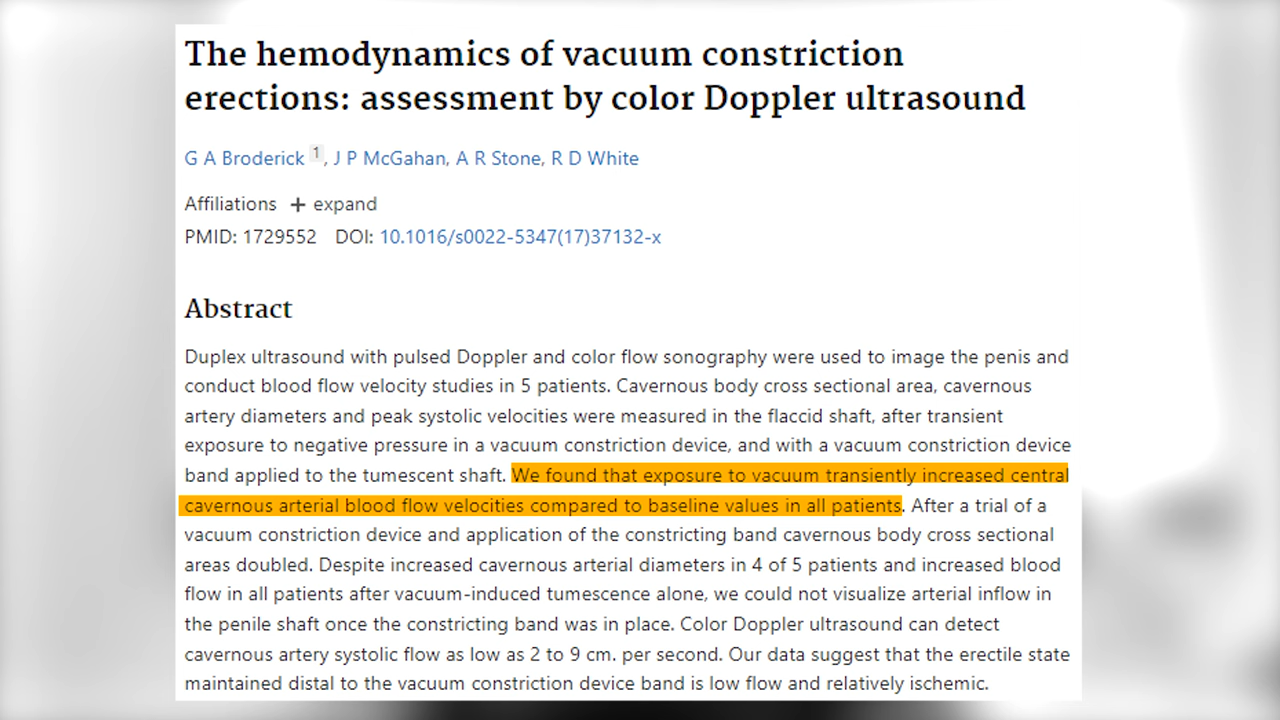 The hemodynamics of vacuum constriction
erections: assessment by color Doppler ultrasound
G A Broderick 1, J P McGahan, A R Stone, R D White
Affiliations + expand
PMID: 1729552 DOI: 10.1016/s0022-5347(17)37132-x
Abstract
Duplex ultrasound with pulsed Doppler and color flow sonography were used to image the penis and
conduct blood flow velocity studies in 5 patients. Cavernous body cross sectional area, cavernous
artery diameters and peak systolic velocities were measured in the flaccid shaft, after transient
exposure to negative pressure in a vacuum constriction device, and with a vacuum constriction device
band applied to the tumescent shaft. We found that exposure to vacuum transiently increased central
cavernous arterial blood flow velocities compared to baseline values in all patients. After a trial of a
vacuum constriction device and application of the constricting band cavernous body cross sectional
areas doubled. Despite increased cavernous arterial diameters in 4 of 5 patients and increased blood
flow in all patients after vacuum-induced tumescence alone, we could not visualize arterial inflow in
the penile shaft once the constricting band was in place. Color Doppler ultrasound can detect
cavernous artery systolic flow as low as 2 to 9 cm. per second. Our data suggest that the erectile state
maintained distal to the vacuum constriction device band is low flow and relatively ischemic.